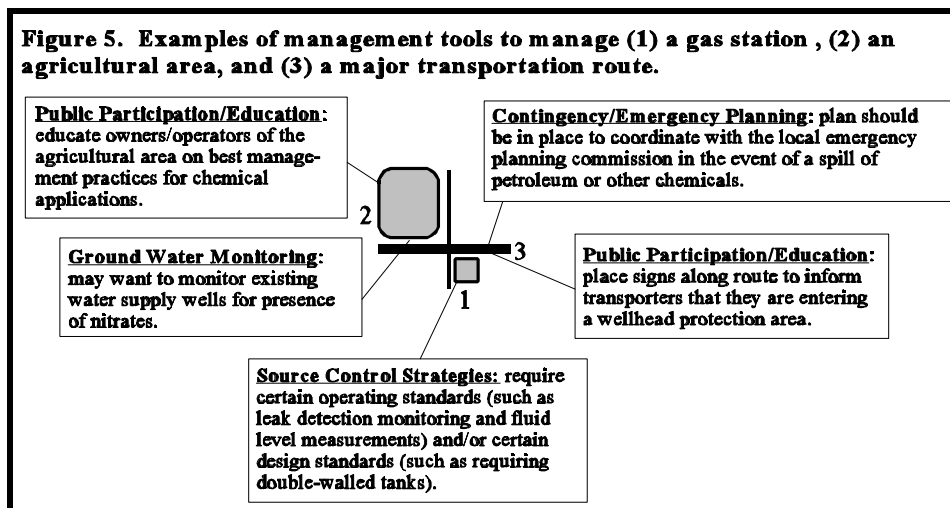 Figure 5. Examples of management tools to manage (1) a gas station , (2) an
agricultural area, and (3) a major transportation route.
Public Participation/Education:
educate owners/operators of the
agricultural area on best manage-
ment practices for chemical
applications.
Contingency/Emergency Planning: plan should
be in place to coordinate with the local emergency
planning commission in the event of a spill of
petroleum or other chemicals.
2
Ground Water Monitoring:
may want to monitor existing
water supply wells for presence
of nitrates.
3
1
Public Participation/Education:
place signs along route to inform
transporters that they are entering
a wellhead protection area.
Source Control Strategies: require
certain operating standards (such as
leak detection monitoring and fluid
level measurements) and/or certain
design standards (such as requiring
double-walled tanks).